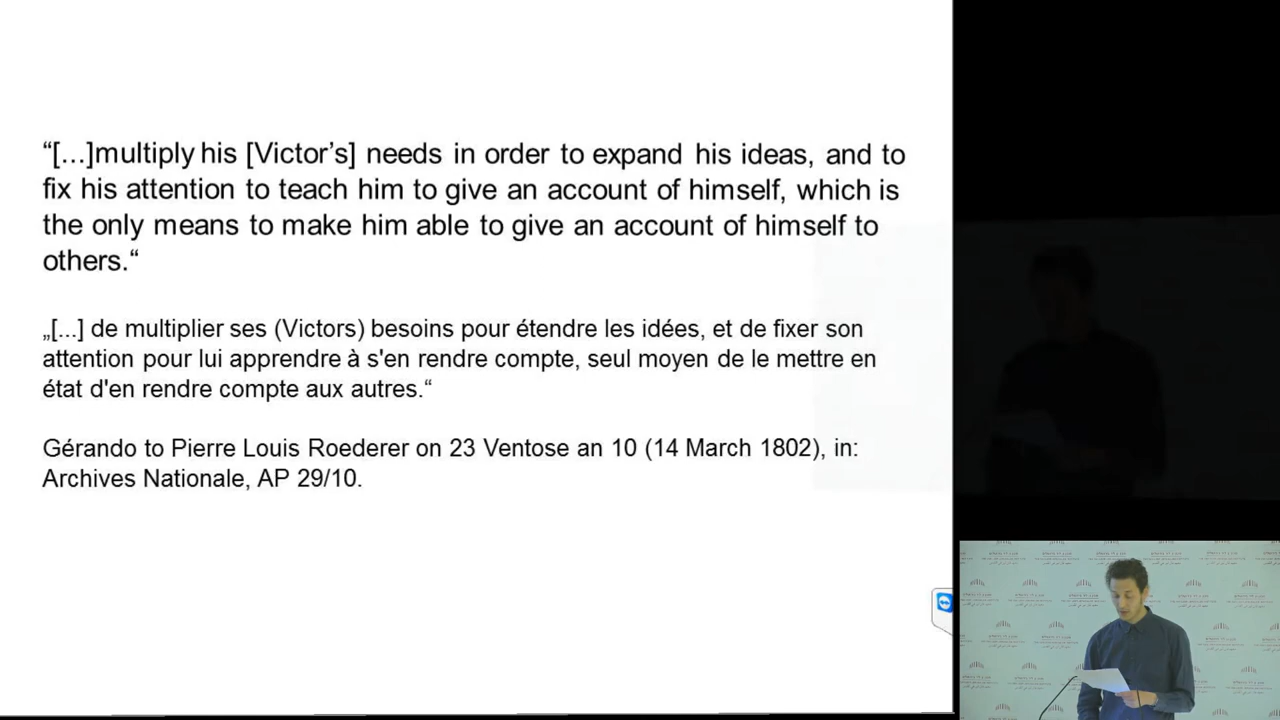 “[...]multiply his [Victor’s] needs in order to expand his ideas, and to
fix his attention to teach him to give an account of himself, which is
the only means to make him able to give an account of himself to
others.“
„[...] de multiplier ses (Victors) besoins pour étendre les idées, et de fixer son
attention pour lui apprendre à s'en rendre compte, seul moyen de le mettre en
état d'en rendre compte aux autres.“
Gérando to Pierre Louis Roederer on 23 Ventose an 10 (14 March 1802), in:
Archives Nationale, AP 29/10.